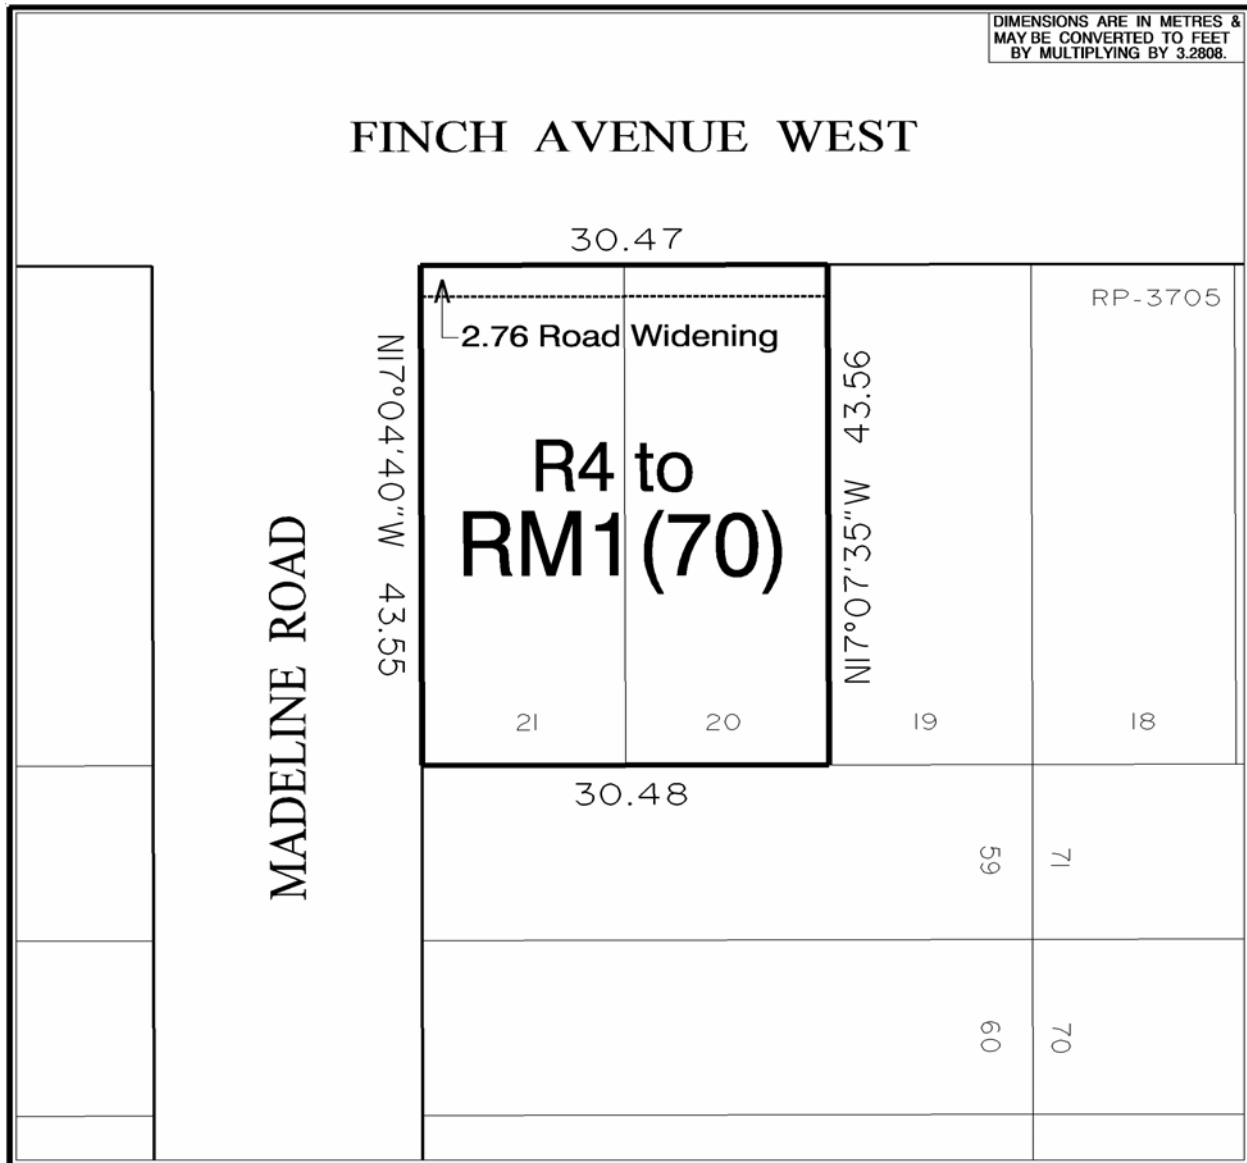 DIMENSIONS ARE IN METRES &
MAY BE CONVERTED TO FEET
BY MULTIPLYING BY 3.2808.
FINCH AVENUE WEST
30.47
RP-3705
2.76 Road Widening
N17°04'40"W 43.55
N17°07'35"W 43.56
R4 to
RM1(70)
MADELINE ROAD
21
20
19
18
30.48
59
71
60
70